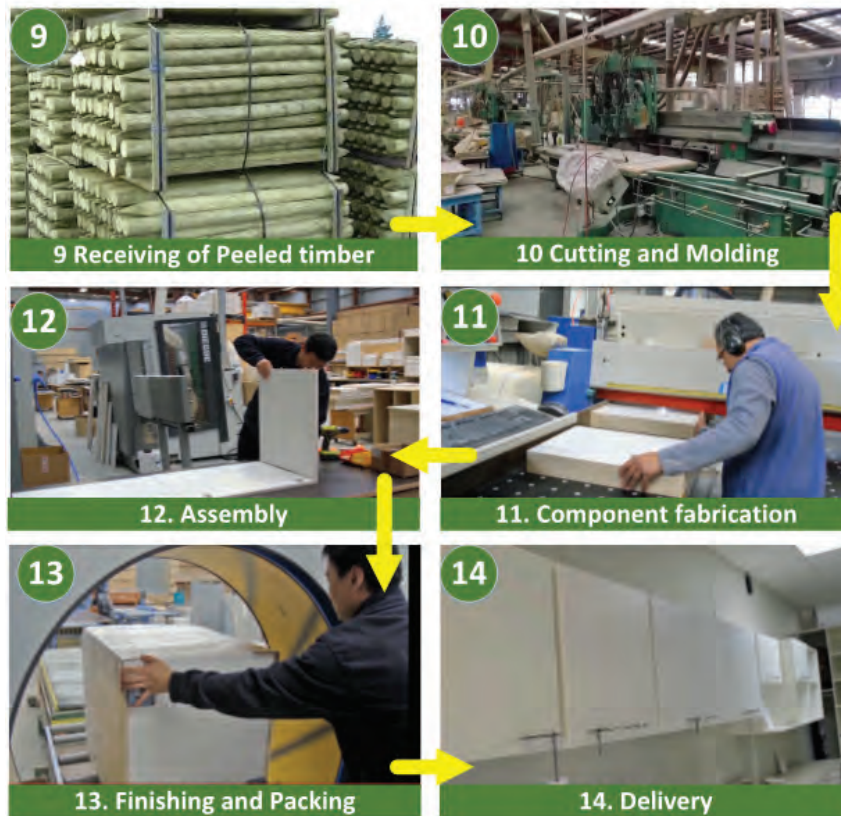 9
9 Receiving of Peeled timber
10
10 Cutting and Molding
12
12. Assembly
11
11. Component fabrication
13
13. Finishing and Packing
14
14. Delivery